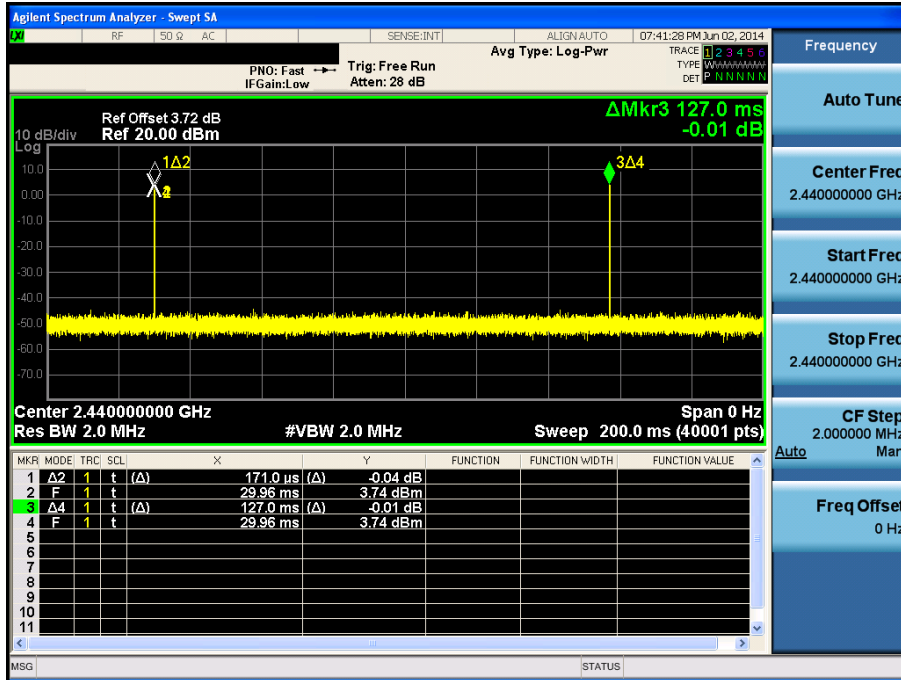 Agilent Spectrum Analyzer - Swept SA
LXI RF 50 Ω AC SENSE:INT ALIGN AUTO 07:41:28 PM Jun 02, 2014
Frequency
Avg Type: Log-Pwr TRACE 1 2 3 4 5 6
PNO: Fast Trig: Free Run TYPE
IFGain:Low Atten: 28 dB DET P N N N N N
Auto Tune
Ref Offset 3.72 dB ΔMkr3 127.0 ms
10 dB/div Ref 20.00 dBm -0.01 dB
Log
10.0
0.00
-10.0
-20.0
-30.0
-40.0
-50.0
-60.0
-70.0
1Δ2
2
3Δ4
Center Freq
2.440000000 GHz
Start Freq
2.440000000 GHz
Stop Freq
2.440000000 GHz
Center 2.440000000 GHz Span 0 Hz
Res BW 2.0 MHz #VBW 2.0 MHz Sweep 200.0 ms (40001 pts)
CF Step
2.000000 MHz
Auto Man
MKR MODE TRC SCL X Y FUNCTION FUNCTION WIDTH FUNCTION VALUE
1 Δ2 1 t (Δ) 171.0 µs (Δ) -0.04 dB
2 F 1 t 29.96 ms 3.74 dBm
3 Δ4 1 t (Δ) 127.0 ms (Δ) -0.01 dB
4 F 1 t 29.96 ms 3.74 dBm
5
6
7
8
9
10
11
Freq Offset
0 Hz
MSG STATUS